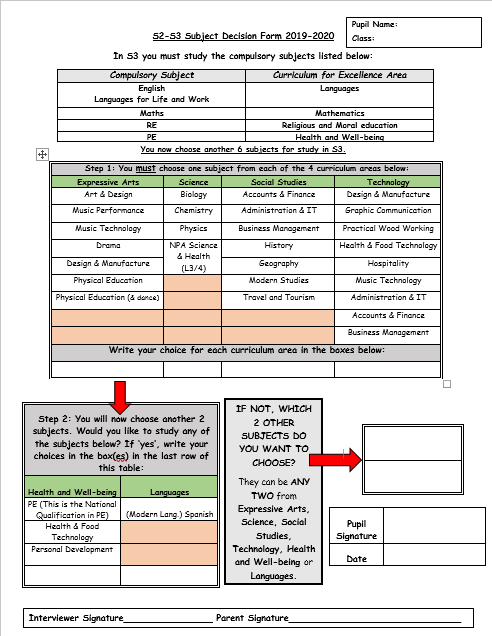 Pupil Name:
Class:
S2-S3 Subject Decision Form 2019-2020
In S3 you must study the compulsory subjects listed below:
Compulsory Subject Curriculum for Excellence Area
English Languages
Languages for Life and Work
Maths Mathematics
RE Religious and Moral education
PE Health and Well-being
You now choose another 6 subjects for study in S3.
Step 1: You must choose one subject from each of the 4 curriculum areas below:
Expressive Arts Science Social Studies Technology
Art & Design Biology Accounts & Finance Design & Manufacture
Music Performance Chemistry Administration & IT Graphic Communication
Music Technology Physics Business Management Practical Wood Working
Drama NPA Science & Health (L3/4) History Health & Food Technology
Design & Manufacture Geography Hospitality
Physical Education Modern Studies Music Technology
Physical Education (& dance) Travel and Tourism Administration & IT
Accounts & Finance
Business Management
Write your choice for each curriculum area in the boxes below:
Step 2: You will now choose another 2
subjects. Would you like to study any of
the subjects below? If 'yes', write your
choices in the box(es) in the last row of
this table:
Health and Well-being Languages
PE (This is the National
Qualification in PE) (Modern Lang.) Spanish
Health & Food
Technology
Personal Development
IF NOT, WHICH
2 OTHER
SUBJECTS DO
YOU WANT TO
CHOOSE?
They can be ANY
TWO from
Expressive Arts,
Science, Social
Studies,
Technology, Health
and Well-being or
Languages.
Pupil
Signature
Date
Interviewer Signature____________________ Parent Signature____________________